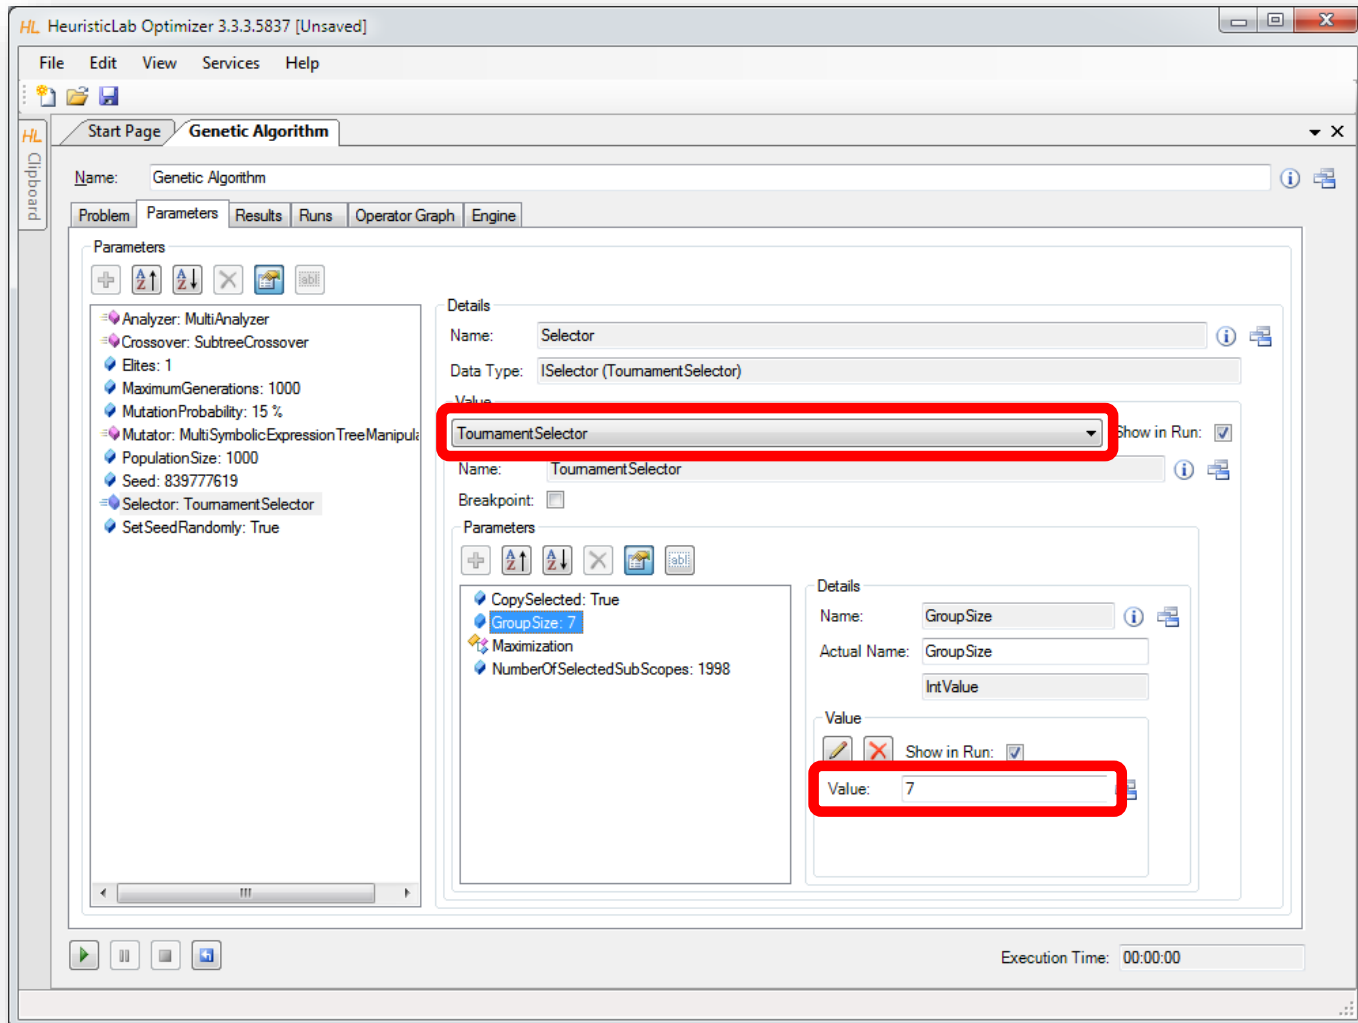 HL HeuristicLab Optimizer 3.3.3.5837 [Unsaved]
File Edit View Services Help
HL Clipboard
Start Page Genetic Algorithm
Name: Genetic Algorithm
Problem Parameters Results Runs Operator Graph Engine
Parameters
Analyzer: MultiAnalyzer
Crossover: SubtreeCrossover
Elites: 1
MaximumGenerations: 1000
MutationProbability: 15 %
Mutator: MultiSymbolicExpressionTreeManipula
PopulationSize: 1000
Seed: 839777619
Selector: TournamentSelector
SetSeedRandomly: True
Details
Name: Selector
Data Type: ISelector (TournamentSelector)
Value
TournamentSelector Show in Run:
Name: TournamentSelector
Breakpoint:
Parameters
CopySelected: True
GroupSize: 7
Maximization
NumberOfSelectedSubScopes: 1998
Details
Name: GroupSize
Actual Name: GroupSize
IntValue
Value
Show in Run:
Value: 7
Execution Time: 00:00:00